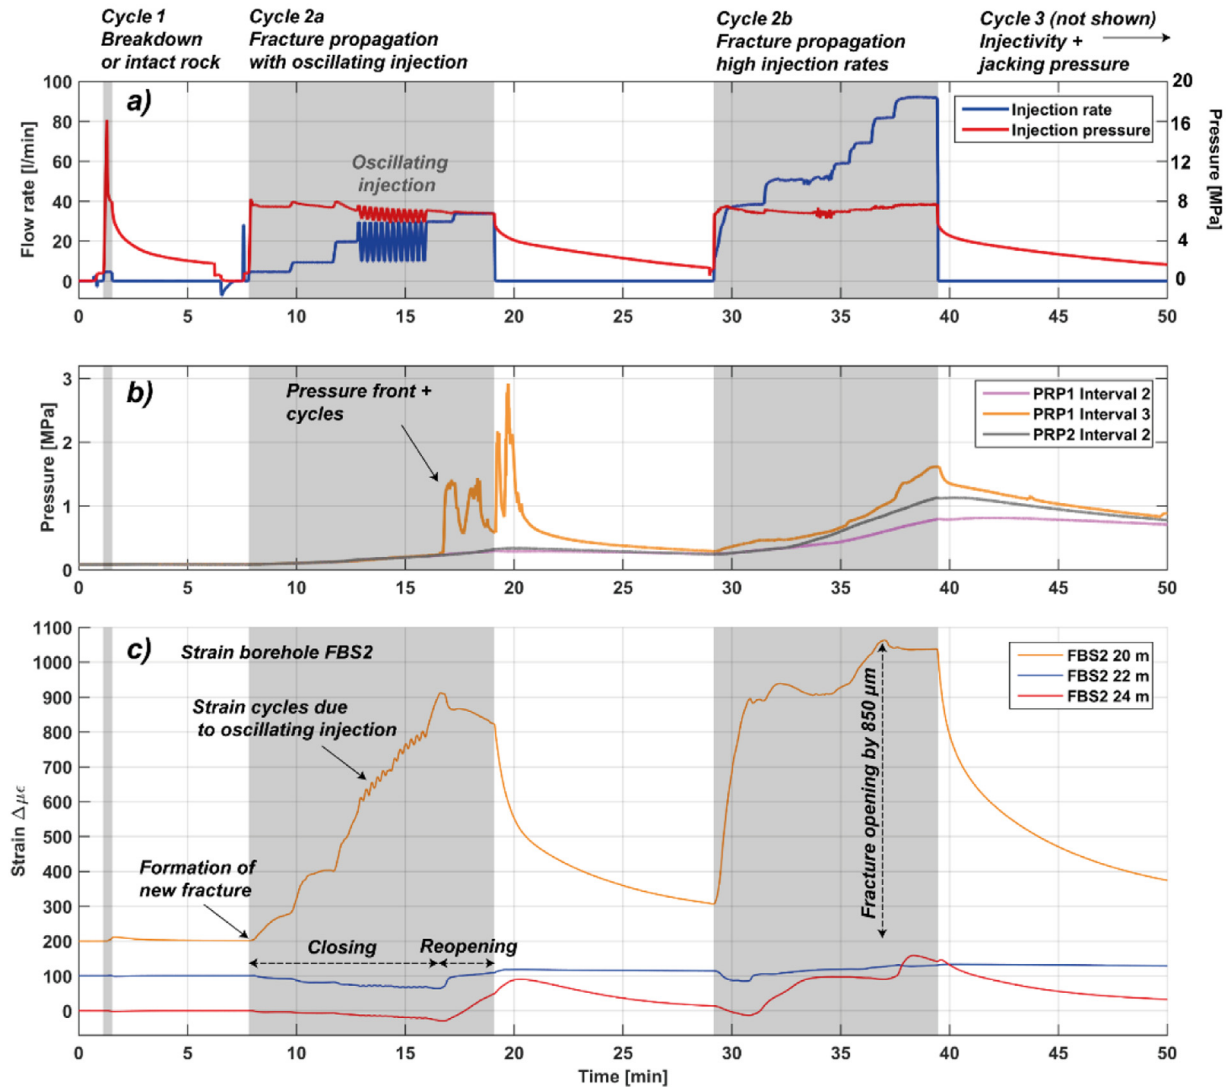 Cycle 1
Breakdown
or intact rock
Cycle 2a
Fracture propagation
with oscillating injection
Cycle 2b
Fracture propagation
high injection rates
Cycle 3 (not shown)
Injectivity +
jacking pressure
a)
Flow rate [l/min]
100
80
60
40
20
0
Oscillating
injection
Injection rate
Injection pressure
20
16
12
8
4
0
Pressure [MPa]
0 5 10 15 20 25 30 35 40 45 50
b)
Pressure [MPa]
3
2
1
0
Pressure front +
cycles
PRP1 Interval 2
PRP1 Interval 3
PRP2 Interval 2
0 5 10 15 20 25 30 35 40 45 50
c)
Strain Δμϵ
1100
1000
900
800
700
600
500
400
300
200
100
0
Strain borehole FBS2
Strain cycles due
to oscillating injection
Formation of
new fracture
Closing
Reopening
Fracture opening by 850 μm
FBS2 20 m
FBS2 22 m
FBS2 24 m
0 5 10 15 20 25 30 35 40 45 50
Time [min]